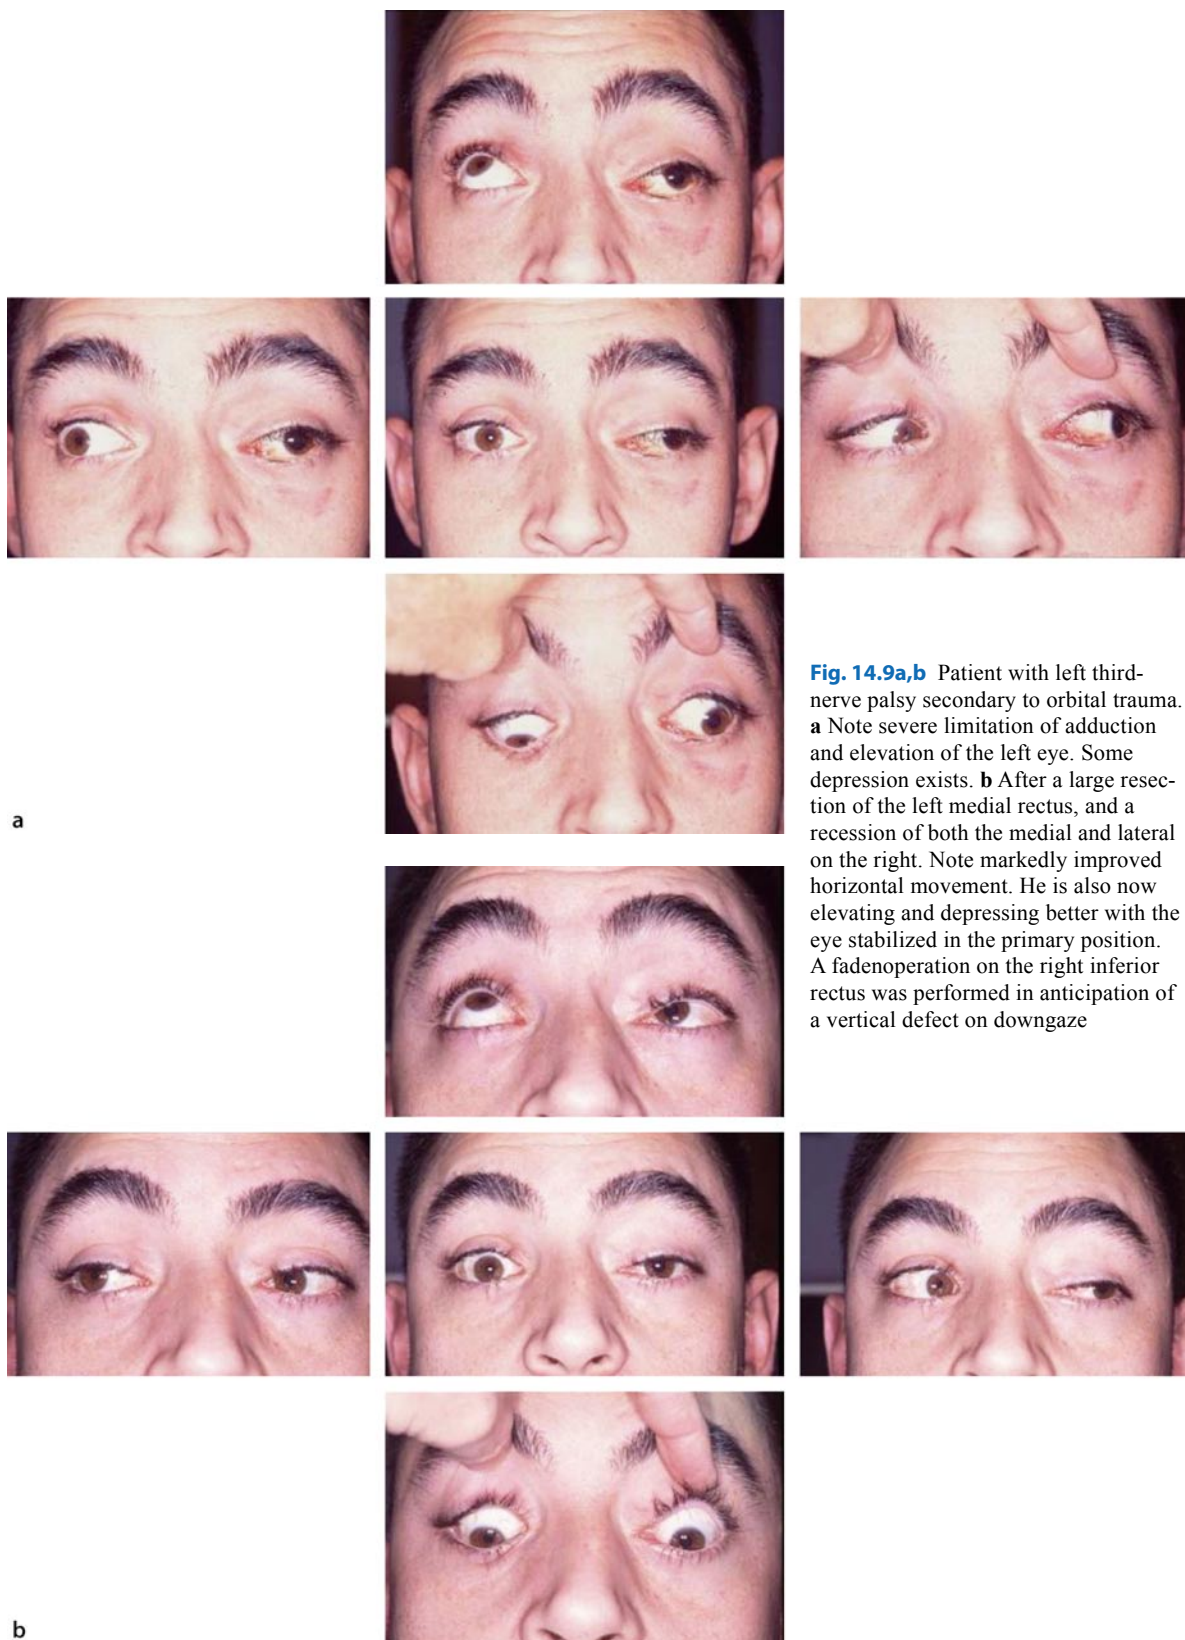 Fig. 14.9a,b Patient with left third-
nerve palsy secondary to orbital trauma.
a Note severe limitation of adduction
and elevation of the left eye. Some
depression exists. b After a large resec-
tion of the left medial rectus, and a
recession of both the medial and lateral
on the right. Note markedly improved
horizontal movement. He is also now
elevating and depressing better with the
eye stabilized in the primary position.
A fadenoperation on the right inferior
rectus was performed in anticipation of
a vertical defect on downgaze
a
b